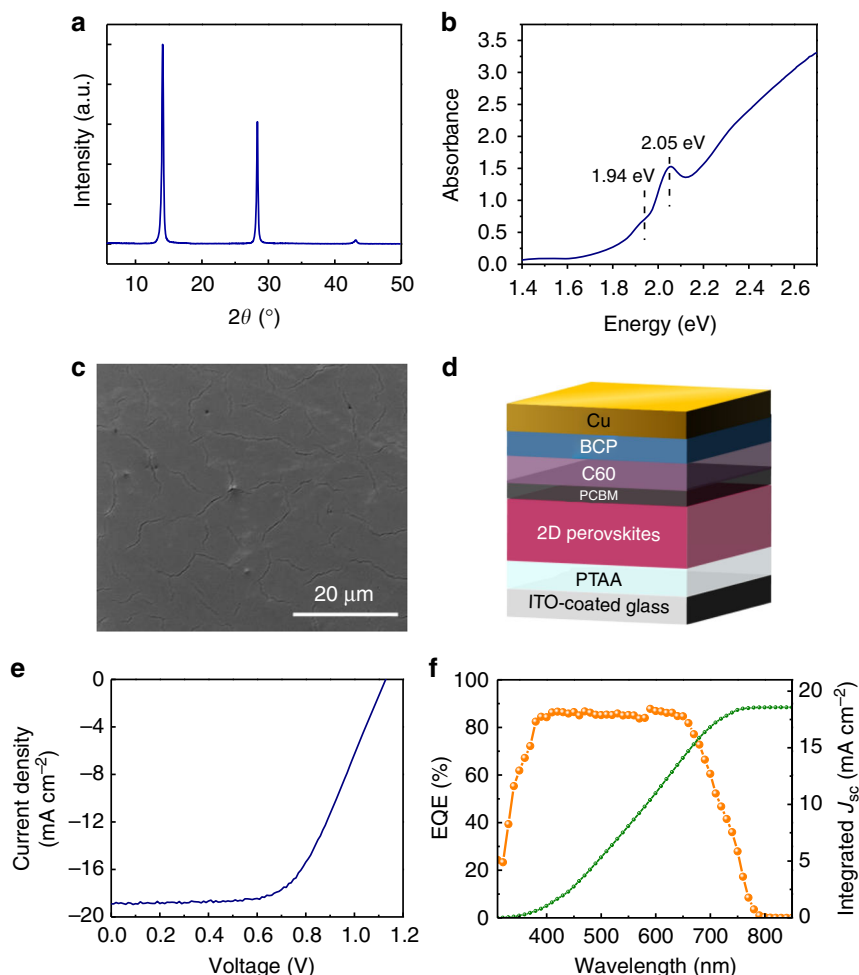 a
Intensity (a.u.)
0 10 20 30 40 50
2θ (°)
b
Absorbance
3.5
3.0
2.5
2.0
1.5
1.0
0.5
0.0
2.05 eV
1.94 eV
1.4 1.6 1.8 2.0 2.2 2.4 2.6
Energy (eV)
c
20 μm
d
Cu
BCP
C60
PCBM
2D perovskites
PTAA
ITO-coated glass
e
Current density
(mA cm⁻²)
0
−4
−8
−12
−16
−20
0.0 0.2 0.4 0.6 0.8 1.0 1.2
Voltage (V)
f
EQE (%)
100
80
60
40
20
0
400 500 600 700 800
Wavelength (nm)
20
15
10
5
0
Integrated Jsc (mA cm⁻²)